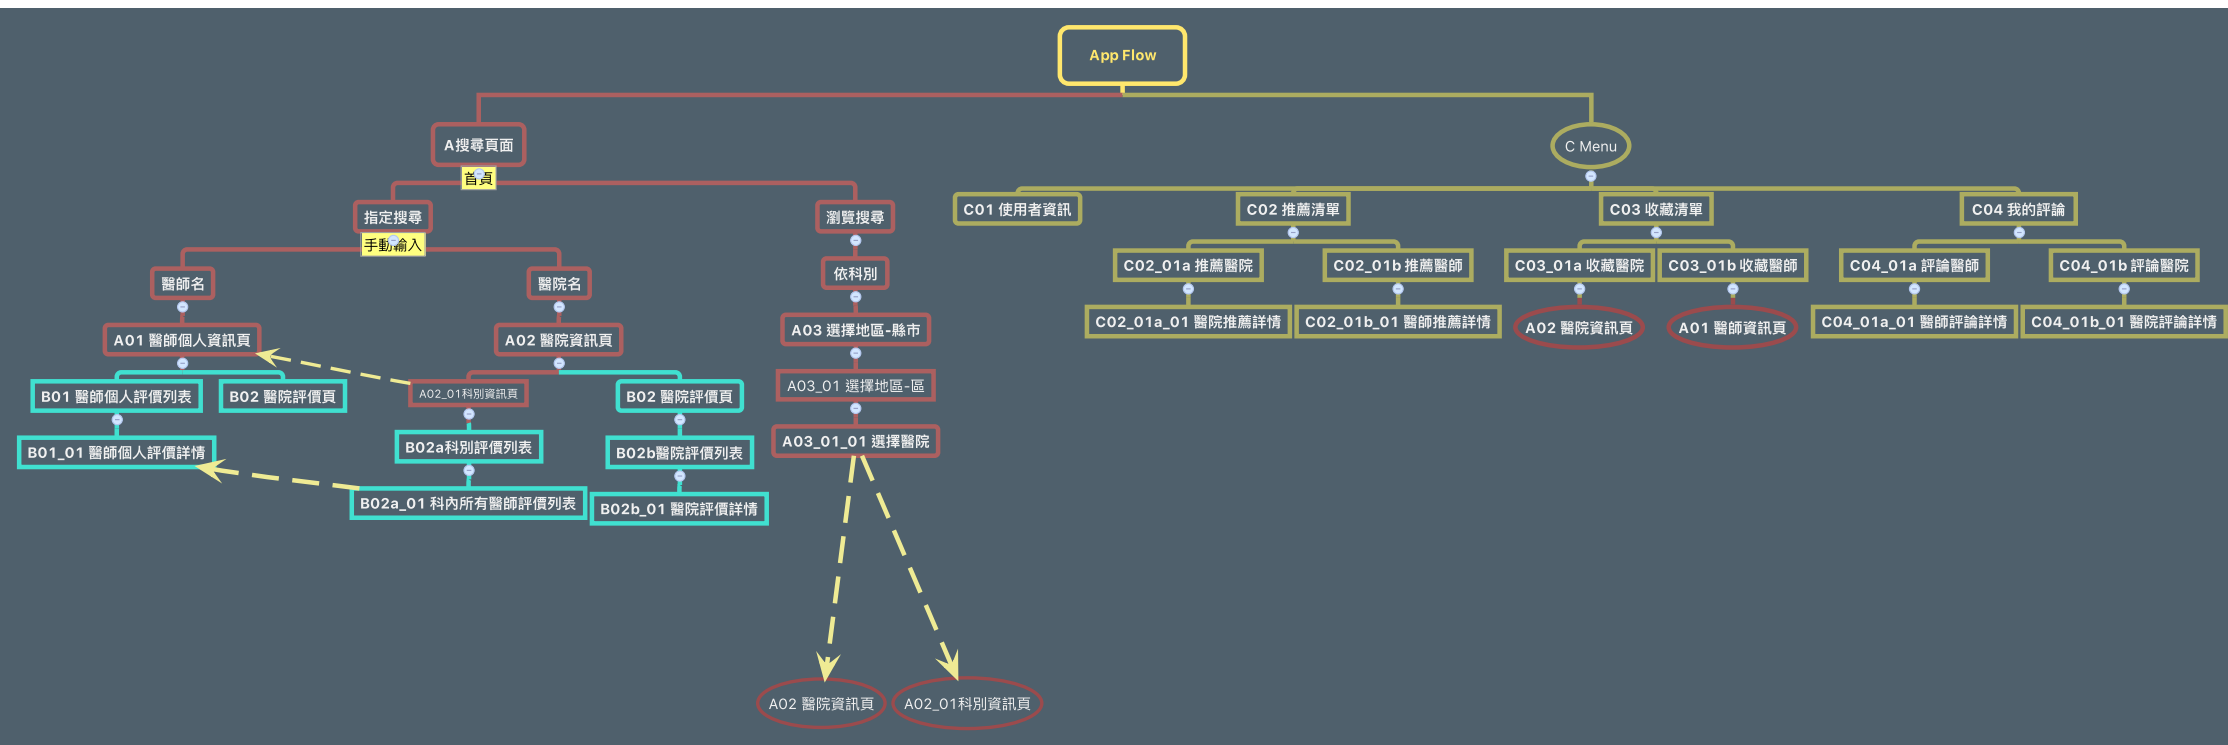 App Flow
A搜尋頁面
C Menu
首頁
指定搜尋
瀏覽搜尋
C01 使用者資訊
C02 推薦清單
C03 收藏清單
C04 我的評論
手動輸入
醫師名
醫院名
依科別
C02_01a 推薦醫院
C02_01b 推薦醫師
C03_01a 收藏醫院
C03_01b 收藏醫師
C04_01a 評論醫師
C04_01b 評論醫院
A01 醫師個人資訊頁
A02 醫院資訊頁
A03 選擇地區-縣市
C02_01a_01 醫院推薦詳情
C02_01b_01 醫師推薦詳情
A02 醫院資訊頁
A01 醫師資訊頁
C04_01a_01 醫師評論詳情
C04_01b_01 醫院評論詳情
B01 醫師個人評價列表
B02 醫院評價頁
A02_01科別資訊頁
B02 醫院評價頁
A03_01 選擇地區-區
B01_01 醫師個人評價詳情
B02a科別評價列表
B02b醫院評價列表
A03_01_01 選擇醫院
B02a_01 科內所有醫師評價列表
B02b_01 醫院評價詳情
A02 醫院資訊頁
A02_01科別資訊頁